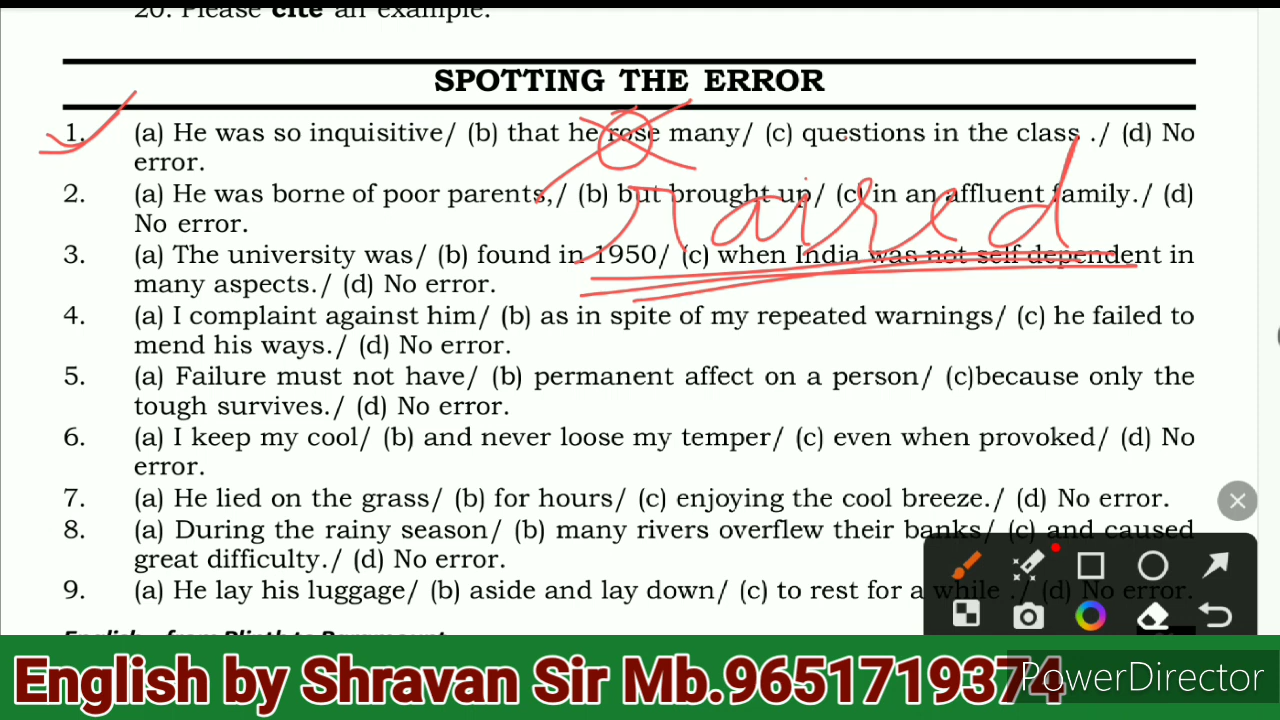 20. Please cite an example.
SPOTTING THE ERROR
1. (a) He was so inquisitive/ (b) that he rose many/ (c) questions in the class ./ (d) No
error.
raised
2. (a) He was borne of poor parents,/ (b) but brought up/ (c) in an affluent family./ (d)
No error.
3. (a) The university was/ (b) found in 1950/ (c) when India was not self dependent in
many aspects./ (d) No error.
4. (a) I complaint against him/ (b) as in spite of my repeated warnings/ (c) he failed to
mend his ways./ (d) No error.
5. (a) Failure must not have/ (b) permanent affect on a person/ (c)because only the
tough survives./ (d) No error.
6. (a) I keep my cool/ (b) and never loose my temper/ (c) even when provoked/ (d) No
error.
7. (a) He lied on the grass/ (b) for hours/ (c) enjoying the cool breeze./ (d) No error.
8. (a) During the rainy season/ (b) many rivers overflew their banks/ (c) and caused
great difficulty./ (d) No error.
9. (a) He lay his luggage/ (b) aside and lay down/ (c) to rest for a while ./ (d) No error.
English - from Plinth to Paramount
English by Shravan Sir Mb.9651719374
PowerDirector